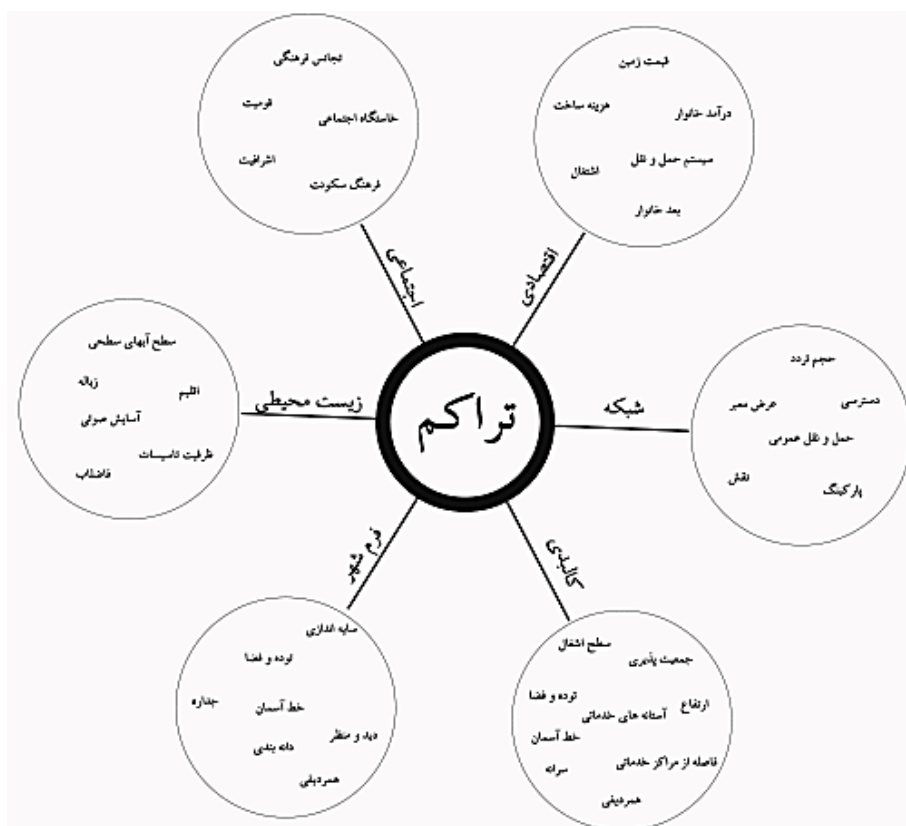 تجانس فرهنگی
قومیت
خاستگاه اجتماعی
اشرافیت
فرهنگ سکونت
اجتماعی
قیمت زمین
هزینه ساخت
درآمد خانوار
سیستم حمل و نقل
اشتغال
بعد خانوار
اقتصادی
تراکم
شبکه
حجم تردد
دسترسی
عرض معبر
حمل و نقل عمومی
نقش
پارکینگ
زیست محیطی
سطح آبهای سطحی
زباله
اقلیم
آسایش صوتی
ظرفیت تاسیسات
فاضلاب
فرم شهر
سایه اندازی
توده و فضا
جداره
خط آسمان
دید و منظر
دانه بندی
همردیفی
کالبدی
سطح اشغال
جمعیت پذیری
توده و فضا
ارتفاع
آستانه های خدماتی
خط آسمان
فاصله از مراکز خدماتی
سرانه
همردیفی